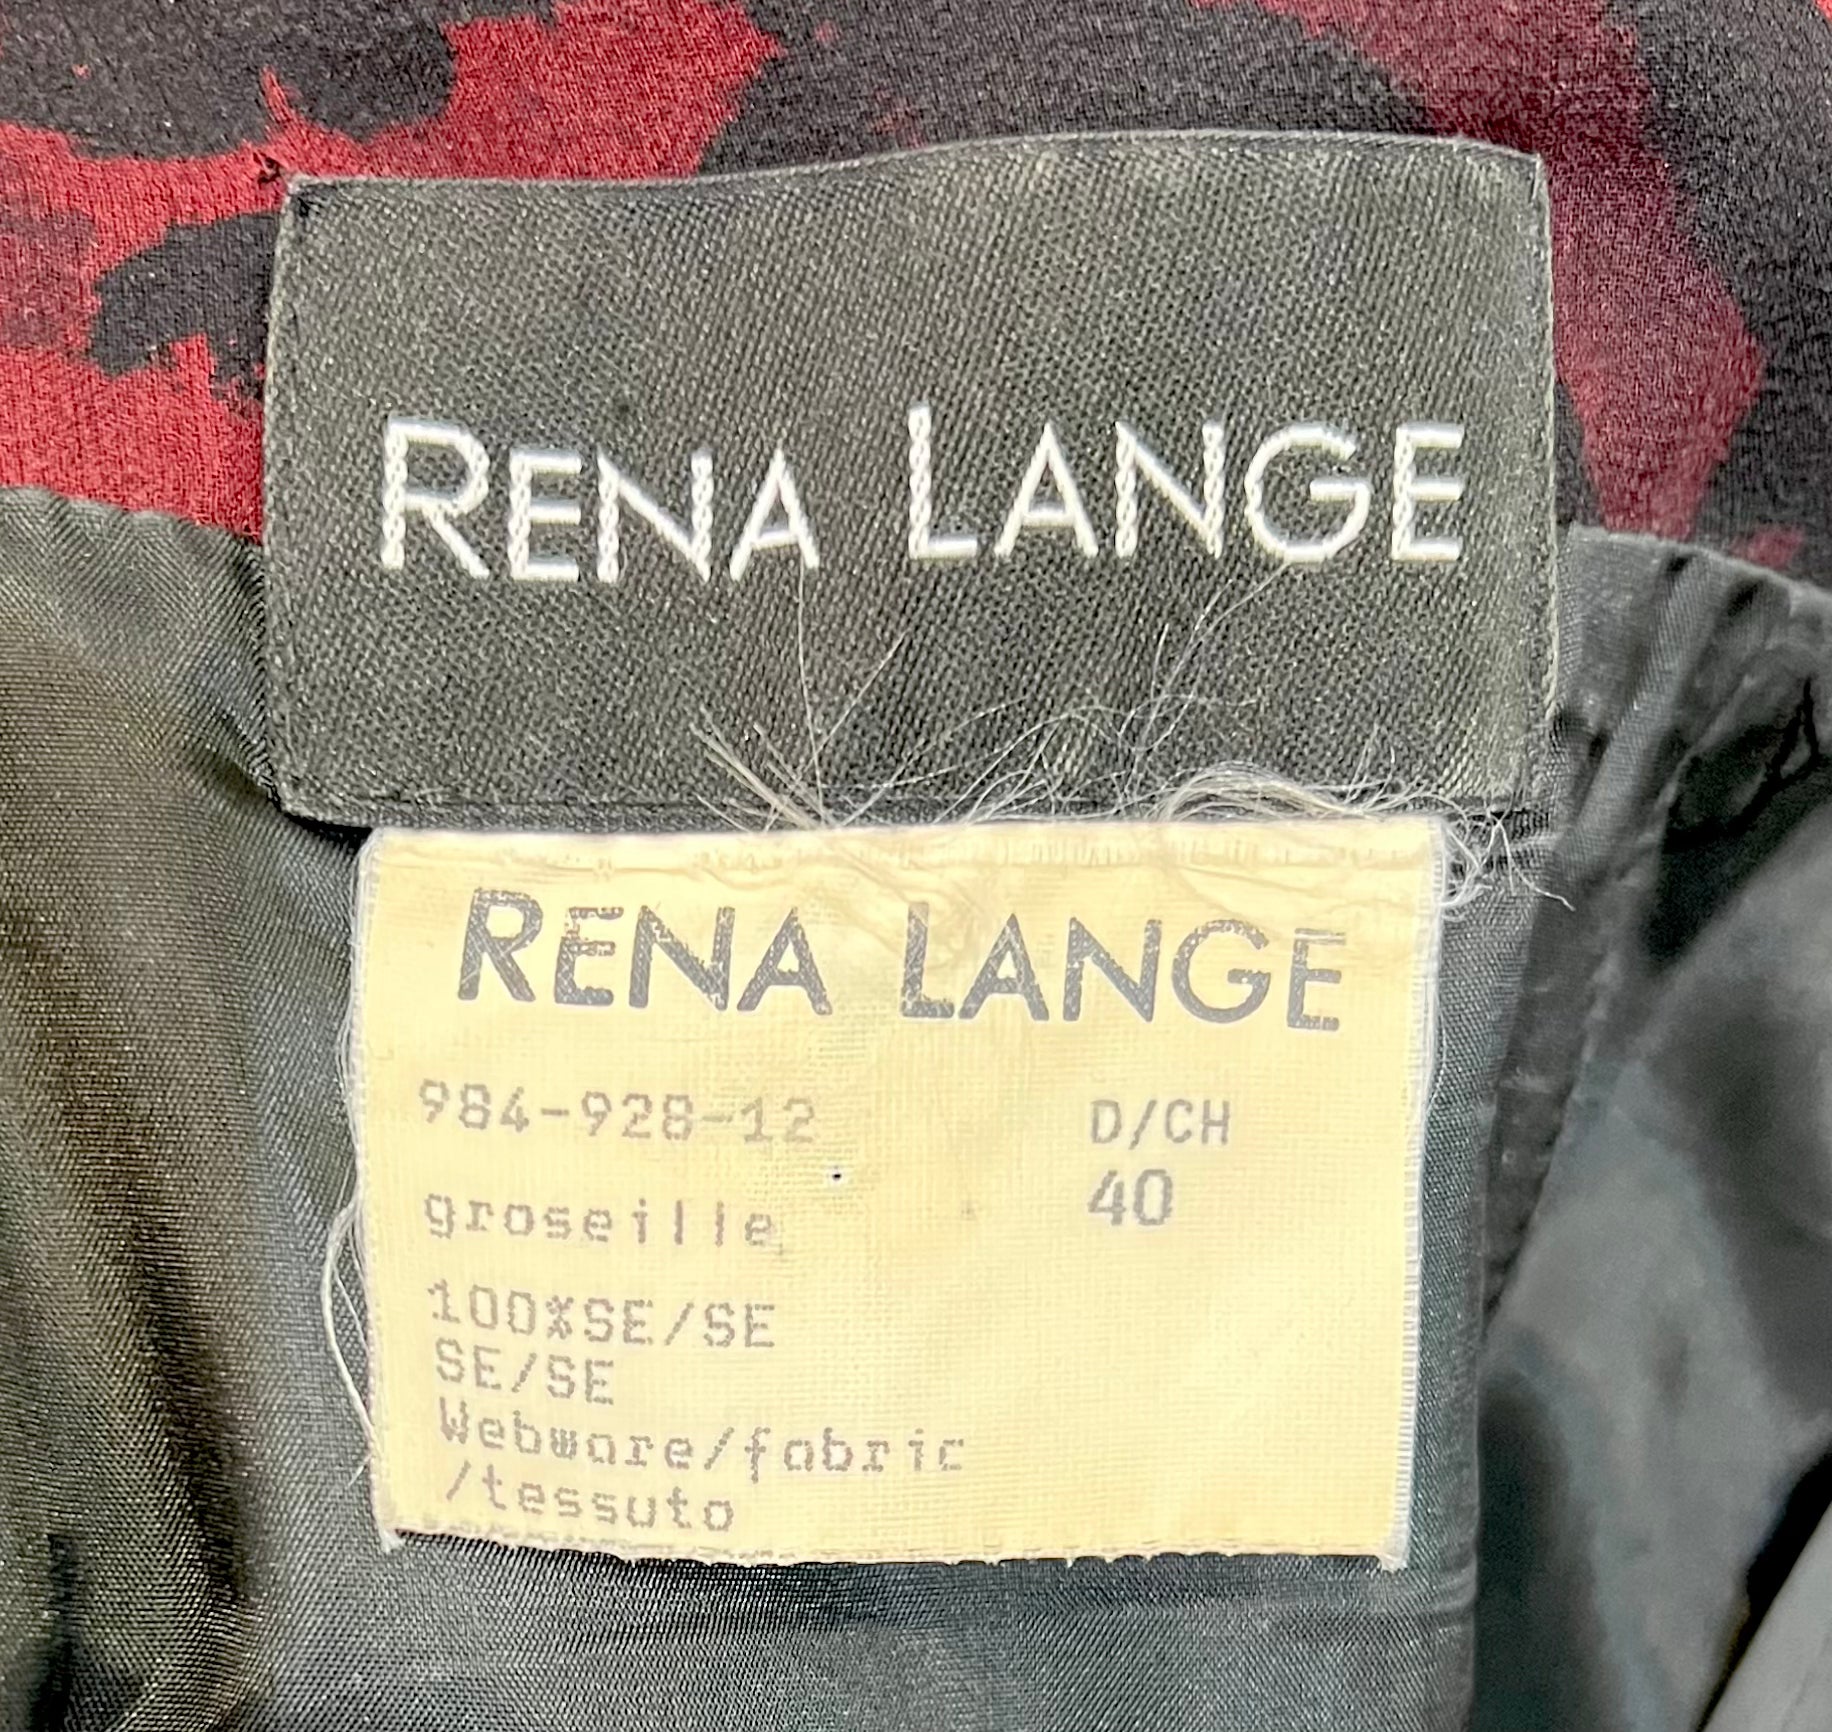 RENA LANGE
RENA LANGE
984-928-12 D/CH
groseille 40
100%SE/SE
SE/SE
Webware/fabric
/tessuto